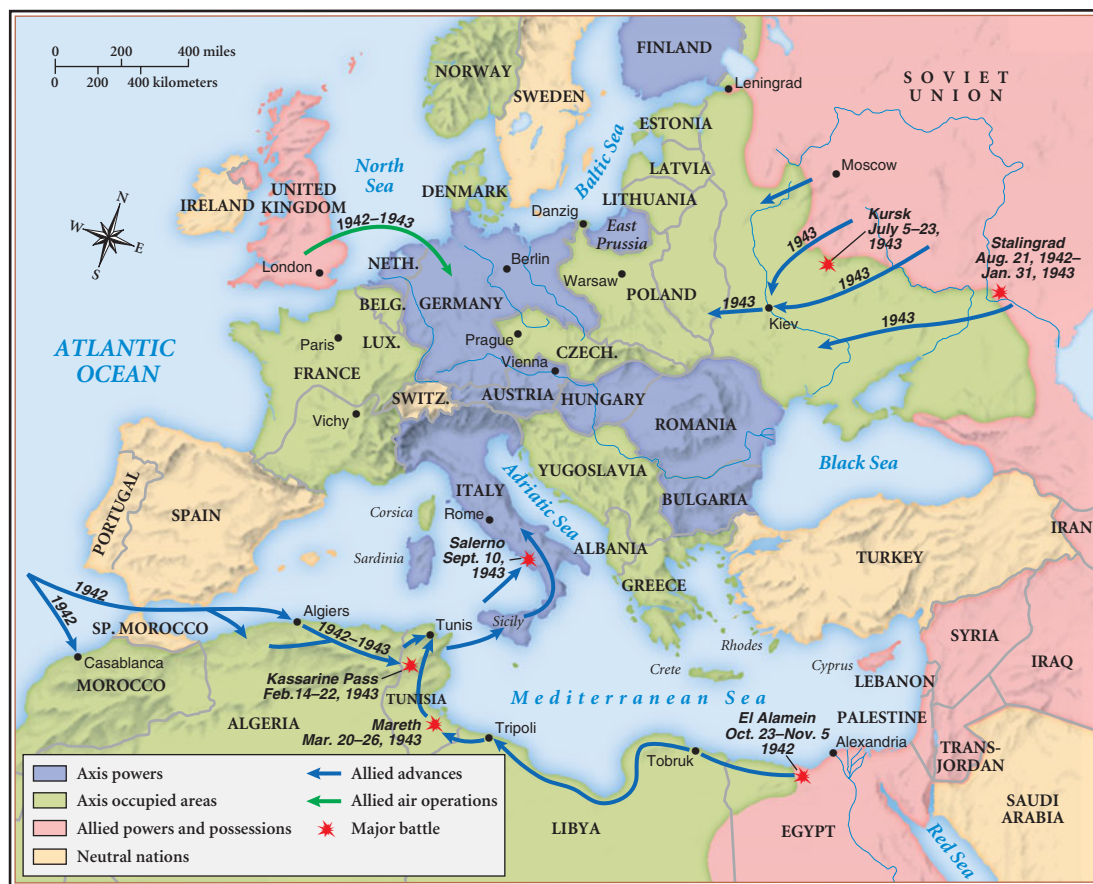 0 200 400 miles
0 200 400 kilometers
N
W
E
S
FINLAND
NORWAY
SWEDEN
Leningrad
SOVIET
UNION
ESTONIA
Baltic Sea
LATVIA
North
Sea
DENMARK
LITHUANIA
Moscow
IRELAND
UNITED
KINGDOM
1942–1943
Danzig
East
Prussia
Kursk
July 5–23,
1943
1943
Stalingrad
Aug. 21, 1942–
Jan. 31, 1943
London
NETH.
Berlin
Warsaw
POLAND
1943
1943
Kiev
1943
BELG.
GERMANY
ATLANTIC
OCEAN
Paris
LUX.
Prague
CZECH.
Vienna
FRANCE
SWITZ.
AUSTRIA
HUNGARY
Vichy
ROMANIA
Black Sea
YUGOSLAVIA
Adriatic Sea
BULGARIA
ITALY
PORTUGAL
SPAIN
Corsica
Rome
IRAN
Sardinia
Salerno
Sept. 10,
1943
ALBANIA
TURKEY
GREECE
1942
1942
Algiers
Sicily
SP. MOROCCO
1942–1943
Tunis
SYRIA
Casablanca
Rhodes
Crete
Cyprus
LEBANON
IRAQ
MOROCCO
Kassarine Pass
Feb.14–22, 1943
TUNISIA
Mediterranean Sea
ALGERIA
Mareth
Mar. 20–26, 1943
Tripoli
El Alamein
Oct. 23–Nov. 5
1942
PALESTINE
Alexandria
Tobruk
TRANS-
JORDAN
SAUDI
ARABIA
LIBYA
EGYPT
Red Sea
Axis powers
Axis occupied areas
Allied powers and possessions
Neutral nations
Allied advances
Allied air operations
Major battle